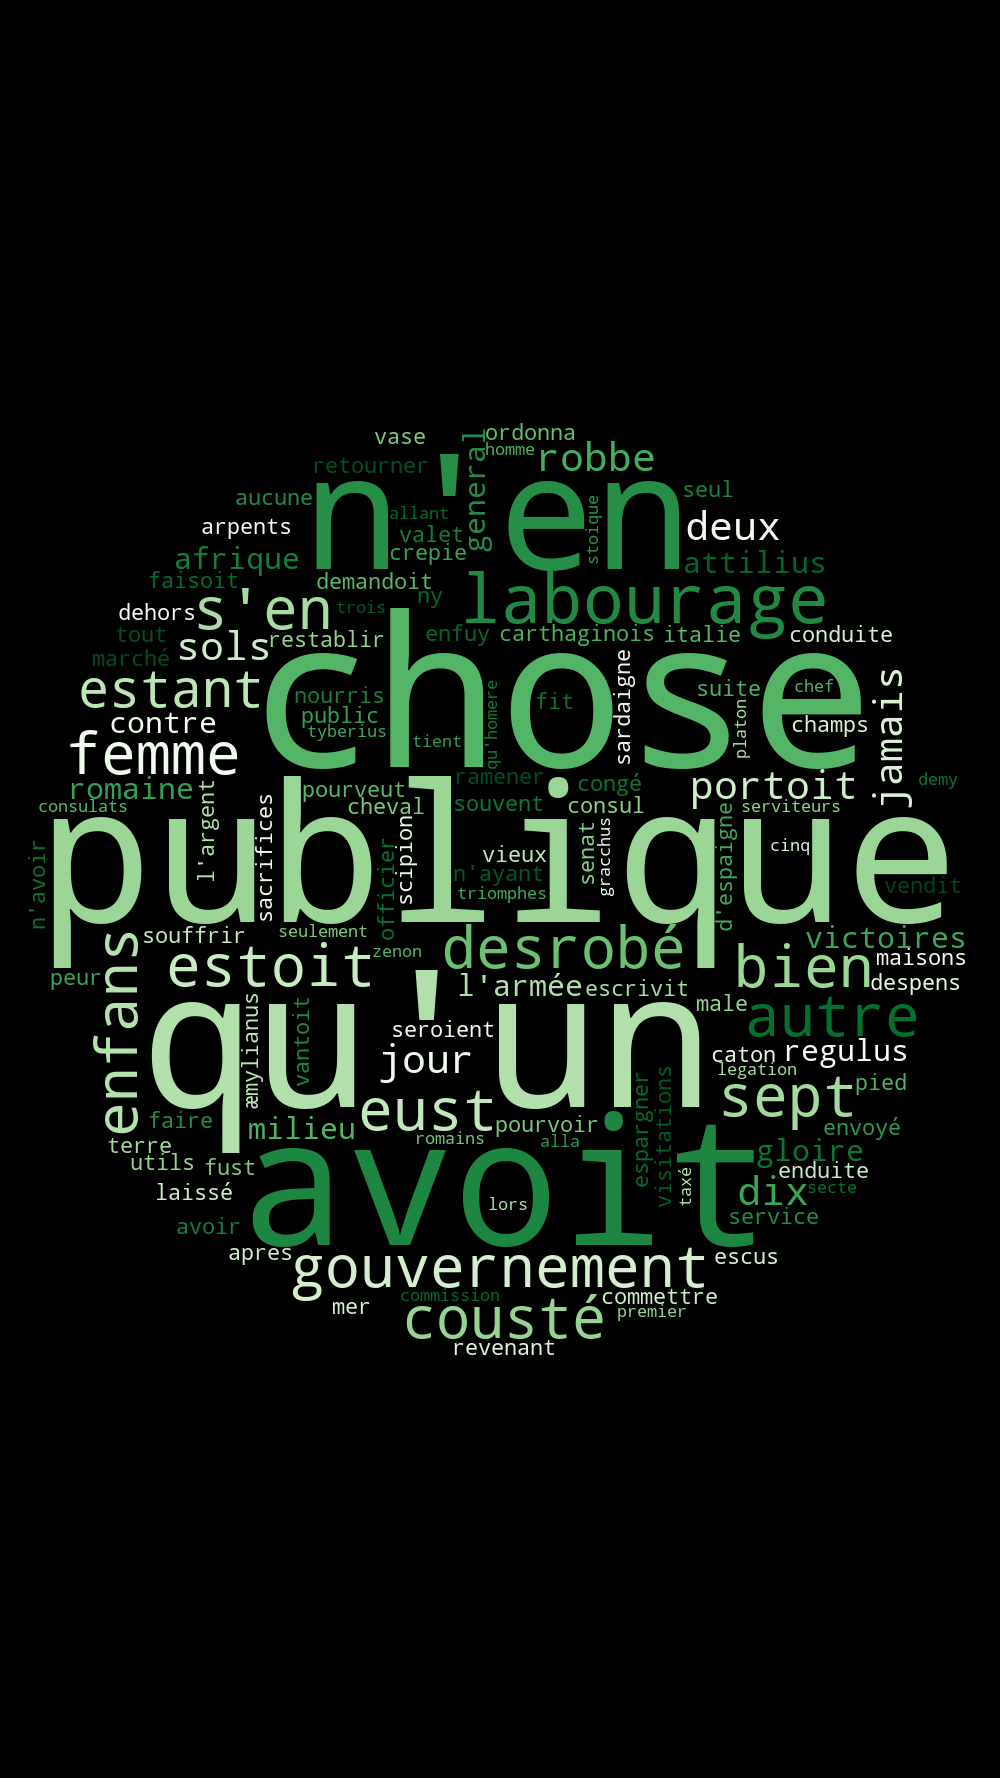 vase
ordonna
homme
general
robbe
retourner
n'en
seul
aucune
allant
stoique
arpents
valet
deux
crepie
afrique
attilius
faisoit
demandoit
labourage
s'en
ny
trois
dehors
tout
enfuy
carthaginois
italie
conduite
sols
restablir
marché
chose
sardaigne
estant
nourris
qu'homere
fit
suite
chef
jamais
public
contre
tyberius
tient
platon
champs
femme
romaine
ramener
congé
portoit
demy
l'argent
pourveut
consulats
cheval
souvent
consul
serviteurs
publique
sacrifices
scipion
senat
gracchus
d'espaigne
cinq
n'avoir
officier
vieux
n'ayant
triomphes
vendit
enfans
souffrir
seulement
desrobé
victoires
zenon
estoit
bien
maisons
peur
l'armée
escrivit
despens
male
autre
qu'un
æmylianus
vantoit
seroient
jour
caton
regulus
legation
sept
pied
eust
espargner
visitations
faire
milieu
pourvoir
envoyé
romains
alla
terre
avoit
gloire
utils
fust
enduite
taxé
laissé
lors
dix
secte
avoir
service
apres
escus
gouvernement
commission
commettre
mer
cousté
premier
revenant